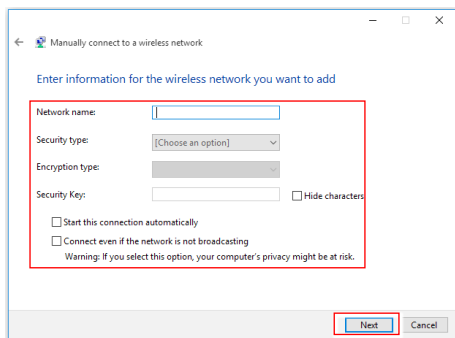 Manually connect to a wireless network
Enter information for the wireless network you want to add
Network name:
Security type: [Choose an option]
Encryption type:
Security Key: Hide characters
Start this connection automatically
Connect even if the network is not broadcasting
Warning: If you select this option, your computer's privacy might be at risk.
Next Cancel